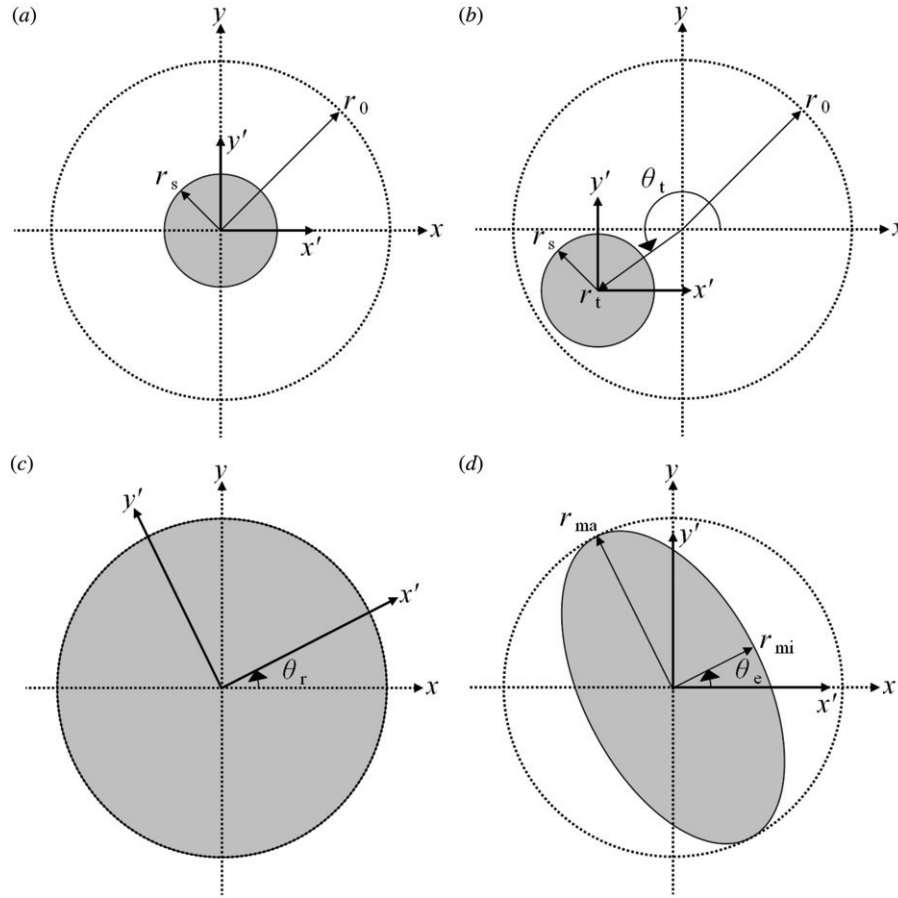 (a)
y
r0
y′
rs
x
x′
(b)
y
r0
θt
y′
x
rs
rt
x′
(c)
y
y′
x′
θr
x
(d)
y
rma
y′
rmi
θe
x
x′